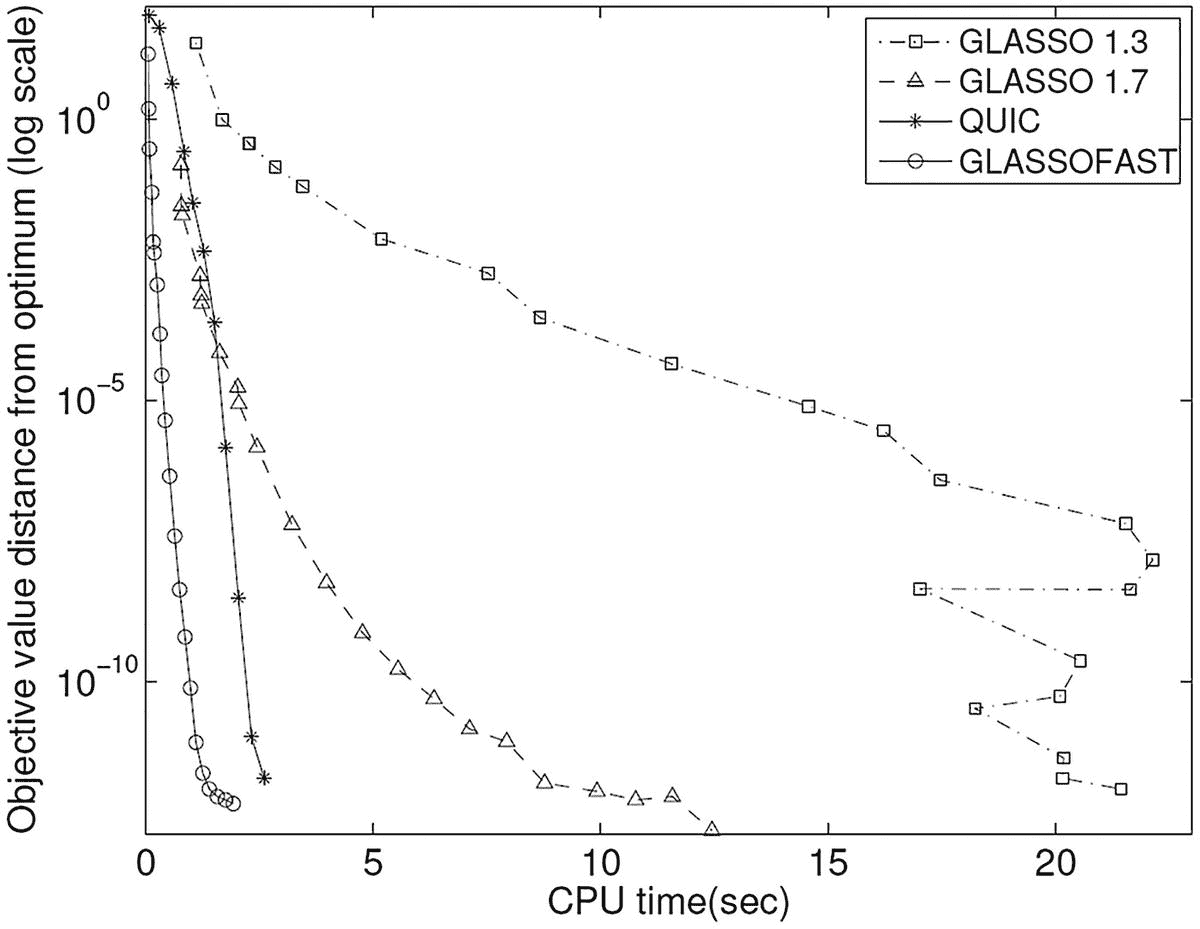 GLASSO 1.3
GLASSO 1.7
QUIC
GLASSOFAST
Objective value distance from optimum (log scale)
10^0
10^-5
10^-10
0 5 10 15 20
CPU time(sec)